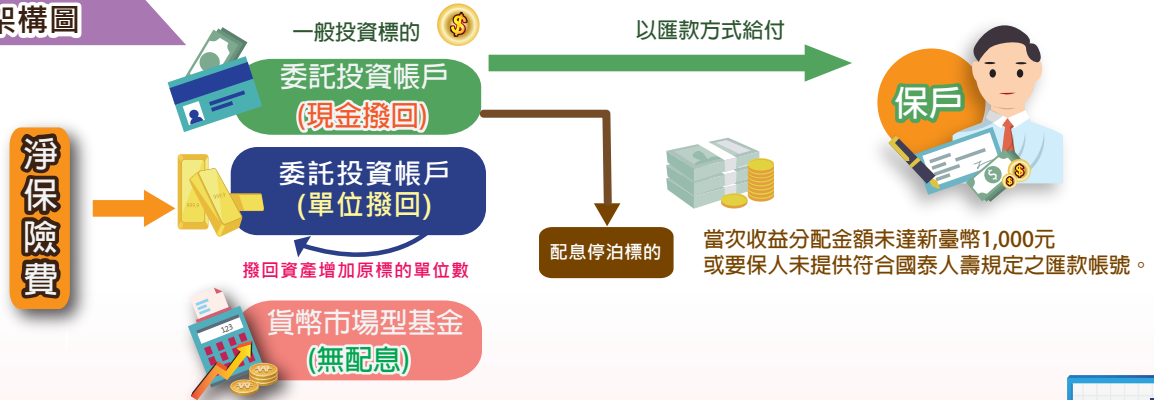 架構圖
一般投資標的
以匯款方式給付
委託投資帳戶
(現金撥回)
保戶
淨保險費
委託投資帳戶
(單位撥回)
配息停泊標的
當次收益分配金額未達新臺幣1,000元
或要保人未提供符合國泰人壽規定之匯款帳號。
撥回資產增加原標的單位數
貨幣市場型基金
(無配息)
123